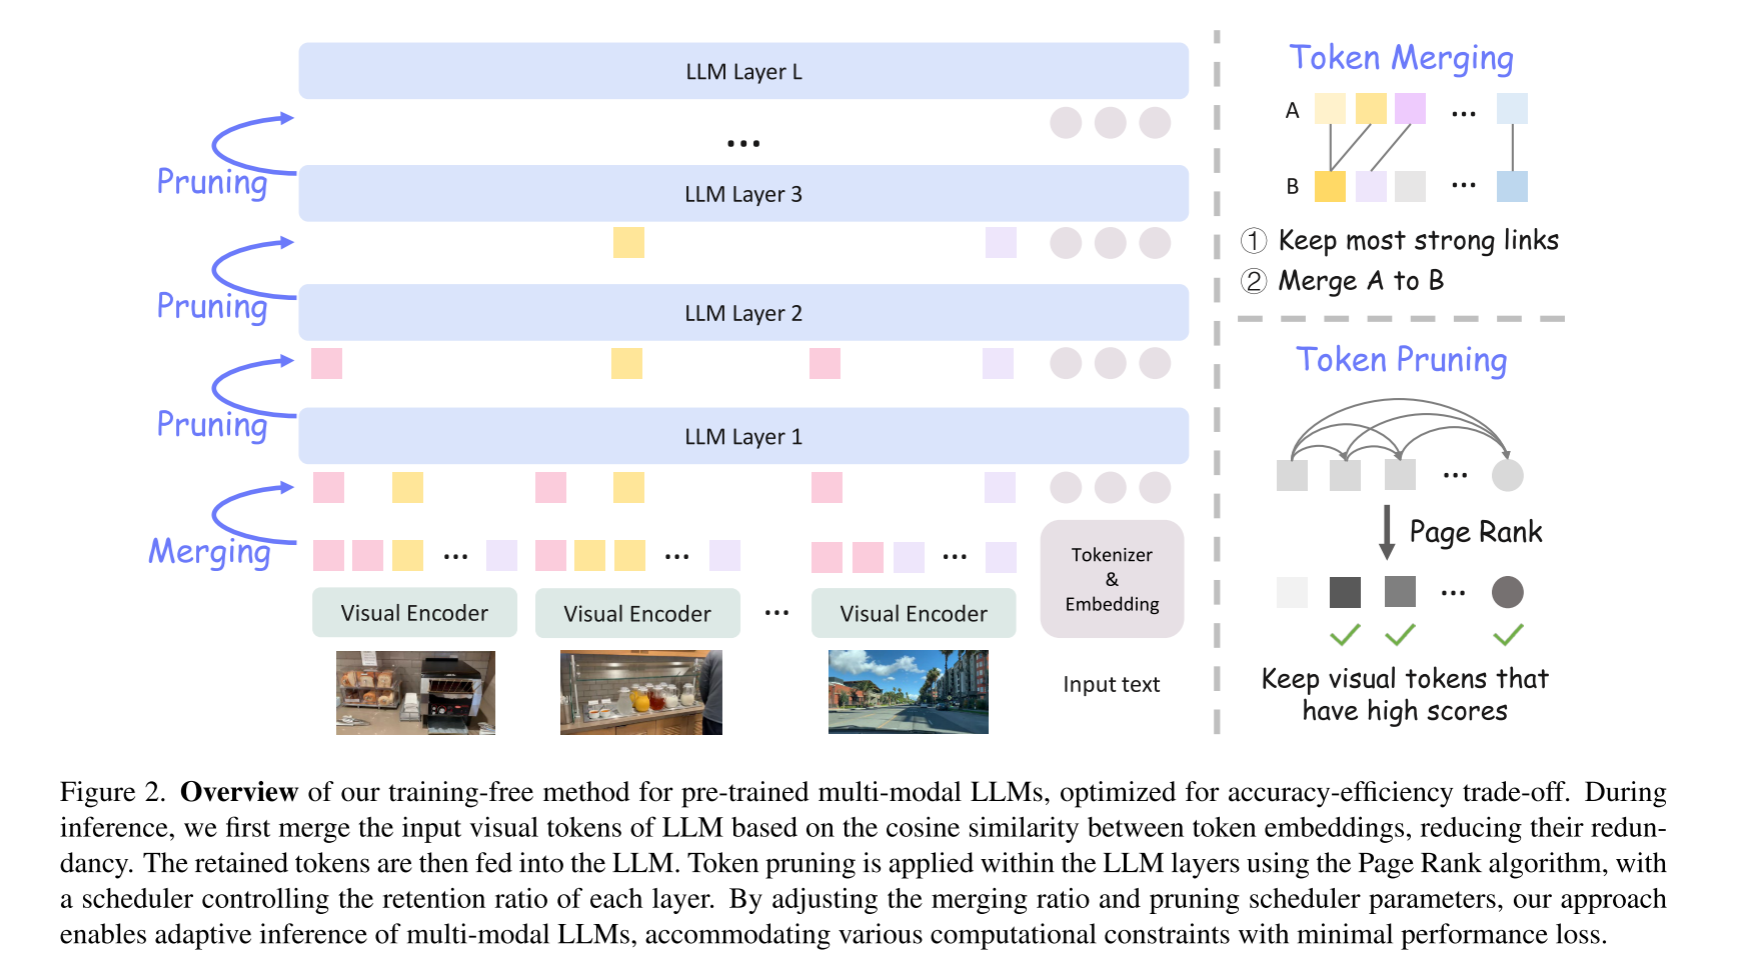 LLM Layer L
...
Pruning
LLM Layer 3
Pruning
LLM Layer 2
Pruning
LLM Layer 1
Merging
...
...
...
Visual Encoder
Visual Encoder
...
Visual Encoder
Tokenizer
&
Embedding
Input text
Token Merging
A
...
B
...
① Keep most strong links
② Merge A to B
Token Pruning
...
Page Rank
...
Keep visual tokens that
have high scores
Figure 2. Overview of our training-free method for pre-trained multi-modal LLMs, optimized for accuracy-efficiency trade-off. During
inference, we first merge the input visual tokens of LLM based on the cosine similarity between token embeddings, reducing their redun-
dancy. The retained tokens are then fed into the LLM. Token pruning is applied within the LLM layers using the Page Rank algorithm, with
a scheduler controlling the retention ratio of each layer. By adjusting the merging ratio and pruning scheduler parameters, our approach
enables adaptive inference of multi-modal LLMs, accommodating various computational constraints with minimal performance loss.